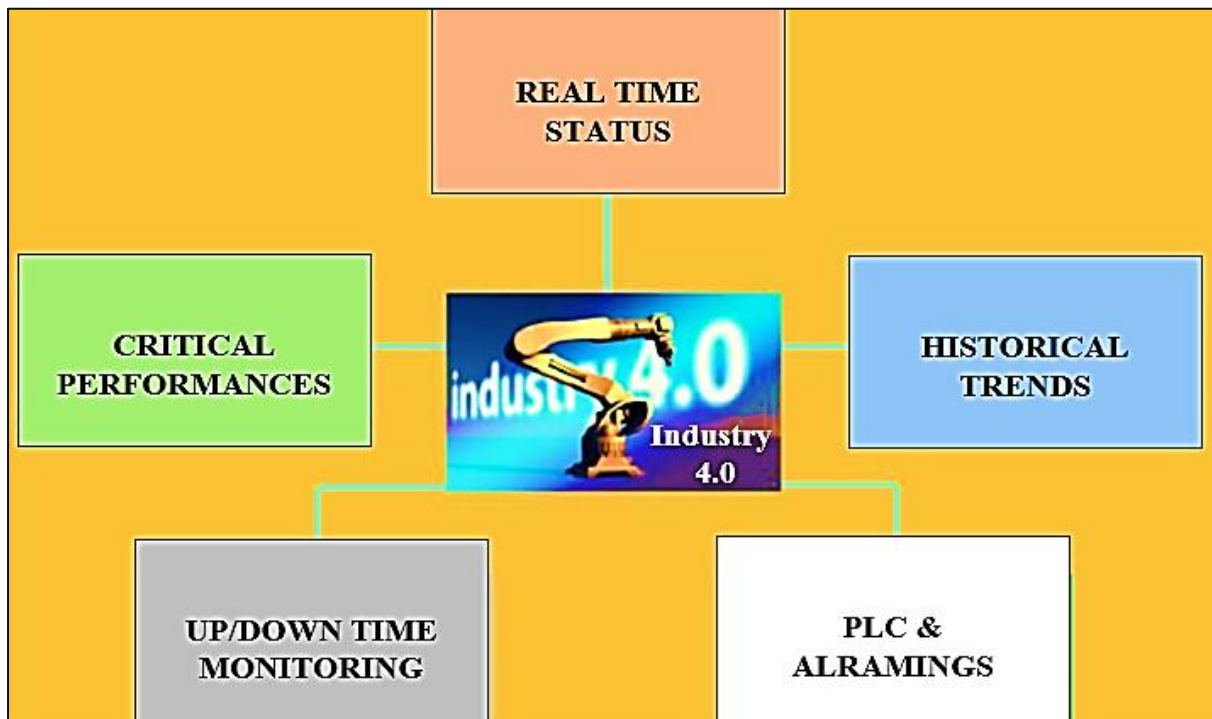 REAL TIME
STATUS
CRITICAL
PERFORMANCES
industry 4.0
Industry
4.0
HISTORICAL
TRENDS
UP/DOWN TIME
MONITORING
PLC &
ALRAMINGS